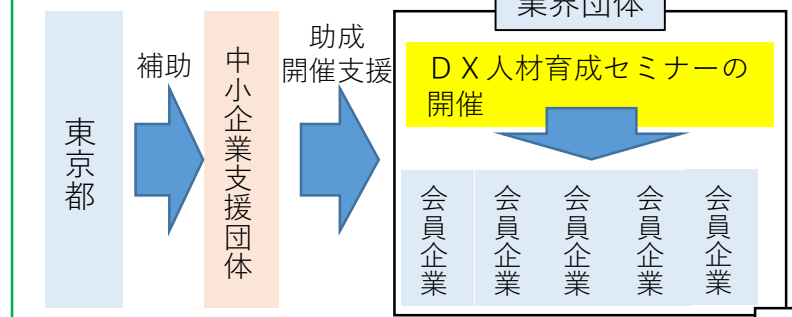 業界団体
助成
開催支援
補助
ＤＸ人材育成セミナーの
開催
東京都
中小企業支援団体
会員企業
会員企業
会員企業
会員企業
会員企業